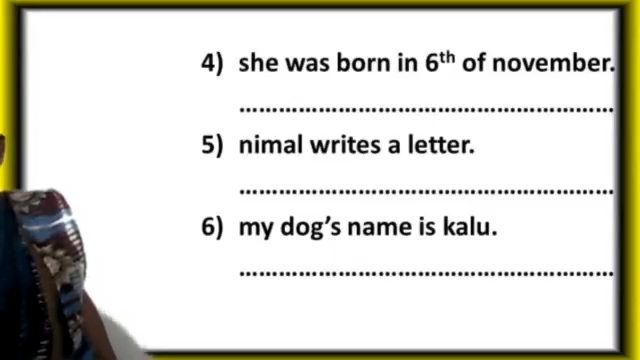 4) she was born in 6th of november.
………………………………………………
5) nimal writes a letter.
………………………………………………
6) my dog’s name is kalu.
………………………………………………